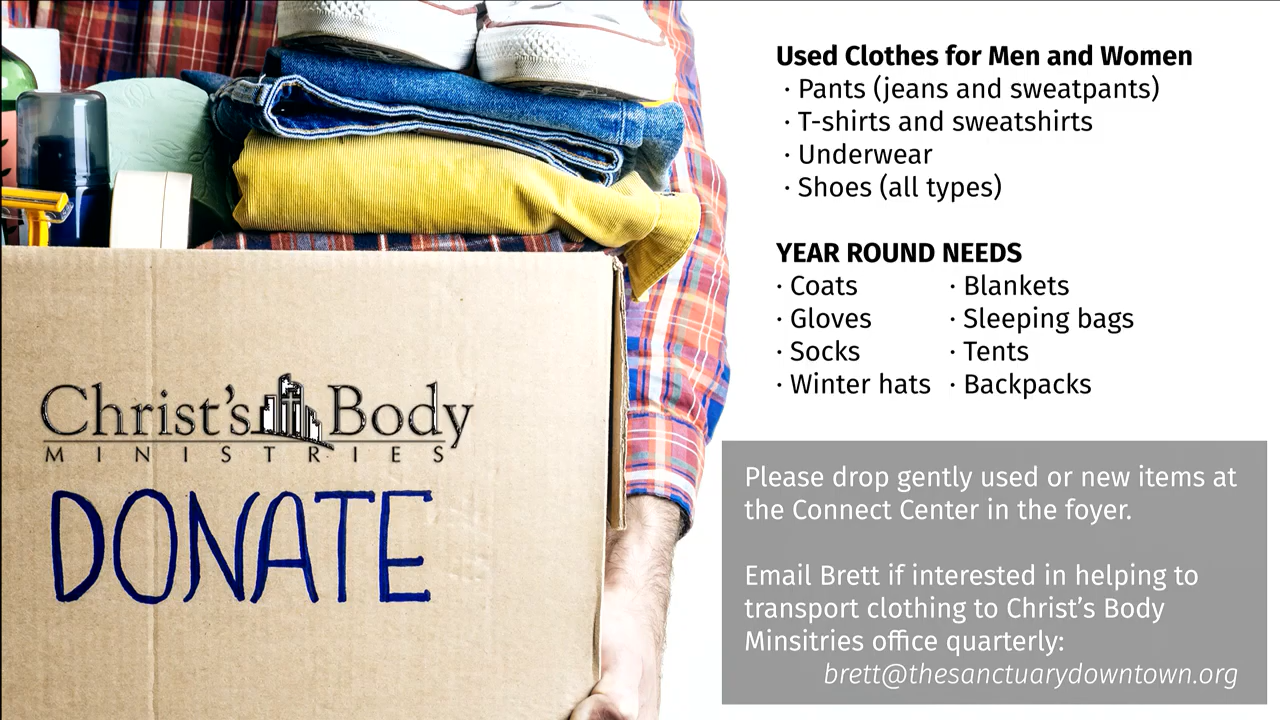 Christ's Body
MINISTRIES
DONATE
Used Clothes for Men and Women
· Pants (jeans and sweatpants)
· T-shirts and sweatshirts
· Underwear
· Shoes (all types)
YEAR ROUND NEEDS
· Coats
· Gloves
· Socks
· Winter hats
· Blankets
· Sleeping bags
· Tents
· Backpacks
Please drop gently used or new items at
the Connect Center in the foyer.
Email Brett if interested in helping to
transport clothing to Christ’s Body
Minsitries office quarterly:
brett@thesanctuarydowntown.org